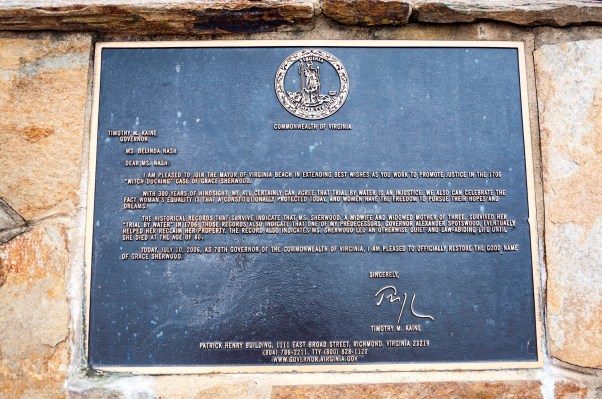 VIRGINIA
COMMONWEALTH OF VIRGINIA
TIMOTHY M. KAINE
GOVERNOR
MS. BELINDA NASH
DEAR MS. NASH:
I AM PLEASED TO JOIN THE MAYOR OF VIRGINIA BEACH IN EXTENDING BEST WISHES AS YOU WORK TO PROMOTE JUSTICE IN THE 1706
"WITCH DUCKING" CASE OF GRACE SHERWOOD.
WITH 300 YEARS OF HINDSIGHT, WE ALL CERTAINLY CAN AGREE THAT TRIAL BY WATER IS AN INJUSTICE. WE ALSO CAN CELEBRATE THE
FACT WOMAN'S EQUALITY IS CONSTITUTIONALLY PROTECTED TODAY, AND WOMEN HAVE THE FREEDOM TO PURSUE THEIR HOPES AND
DREAMS.
THE HISTORICAL RECORDS THAT SURVIVE INDICATE THAT MS. SHERWOOD, A MIDWIFE AND WIDOWED MOTHER OF THREE, SURVIVED HER
"TRIAL BY WATER" IN 1706. THOSE RECORDS ALSO INDICATE THAT ONE OF MY PREDECESSORS, GOVERNOR ALEXANDER SPOTSWOOD, EVENTUALLY
HELPED HER RECLAIM HER PROPERTY. THE RECORD ALSO INDICATES MS. SHERWOOD LED AN OTHERWISE QUIET AND LAW-ABIDING LIFE UNTIL
SHE DIED AT THE AGE OF 80.
TODAY, JULY 10, 2006, AS 70TH GOVERNOR OF THE COMMONWEALTH OF VIRGINIA, I AM PLEASED TO OFFICIALLY RESTORE THE GOOD NAME
OF GRACE SHERWOOD.
SINCERELY,
TIMOTHY M. KAINE
PATRICK HENRY BUILDING, 1111 EAST BROAD STREET, RICHMOND, VIRGINIA 23219
(804) 786-2211, TTY (800) 828-1120
WWW.GOVERNOR.VIRGINIA.GOV